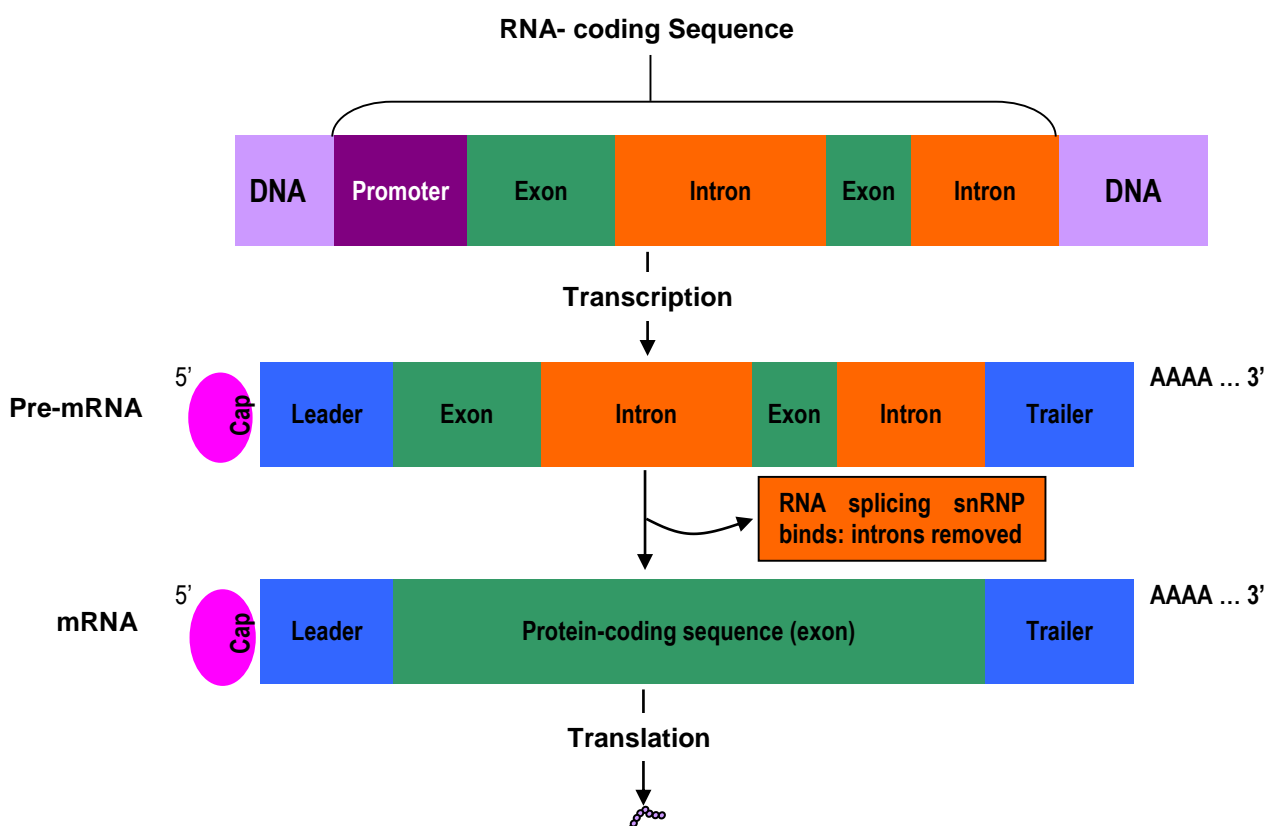 RNA- coding Sequence
DNA Promoter Exon Intron Exon Intron DNA
Transcription
5’ AAAA ... 3’
Pre-mRNA Cap Leader Exon Intron Exon Intron Trailer
RNA splicing snRNP
binds: introns removed
5’ AAAA ... 3’
mRNA Cap Leader Protein-coding sequence (exon) Trailer
Translation